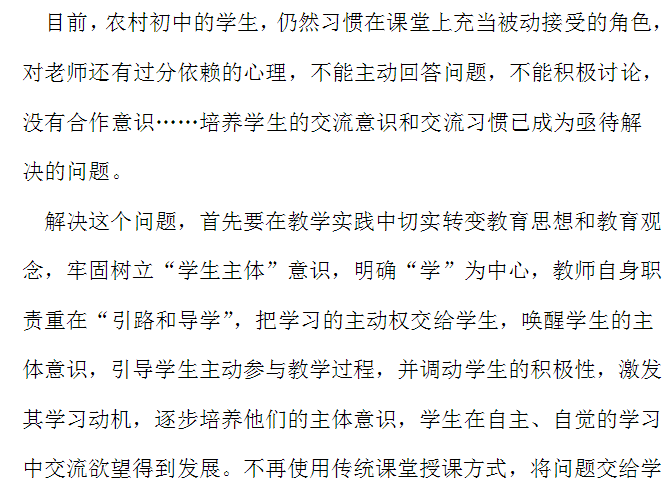 目前，农村初中的学生，仍然习惯在课堂上充当被动接受的角色，
对老师还有过分依赖的心理，不能主动回答问题，不能积极讨论，
没有合作意识……培养学生的交流意识和交流习惯已成为亟待解
决的问题。
解决这个问题，首先要在教学实践中切实转变教育思想和教育观
念，牢固树立“学生主体”意识，明确“学”为中心，教师自身职
责重在“引路和导学”，把学习的主动权交给学生，唤醒学生的主
体意识，引导学生主动参与教学过程，并调动学生的积极性，激发
其学习动机，逐步培养他们的主体意识，学生在自主、自觉的学习
中交流欲望得到发展。不再使用传统课堂授课方式，将问题交给学